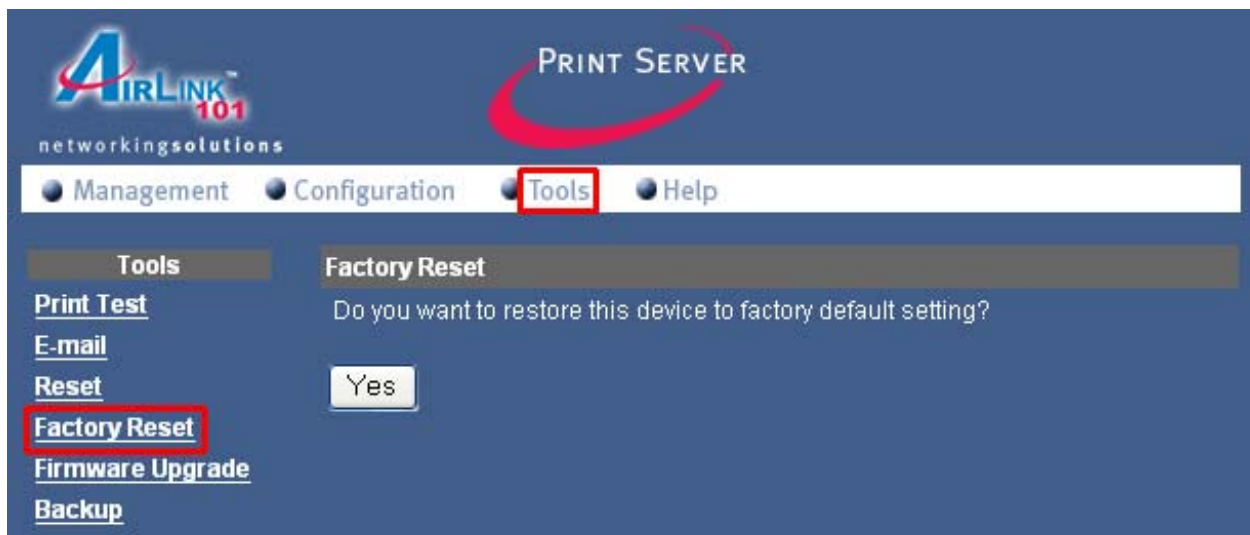 AIRLINK™
101
networkingsolutions
PRINT SERVER
Management Configuration Tools Help
Tools
Print Test
E-mail
Reset
Factory Reset
Firmware Upgrade
Backup
Factory Reset
Do you want to restore this device to factory default setting?
Yes